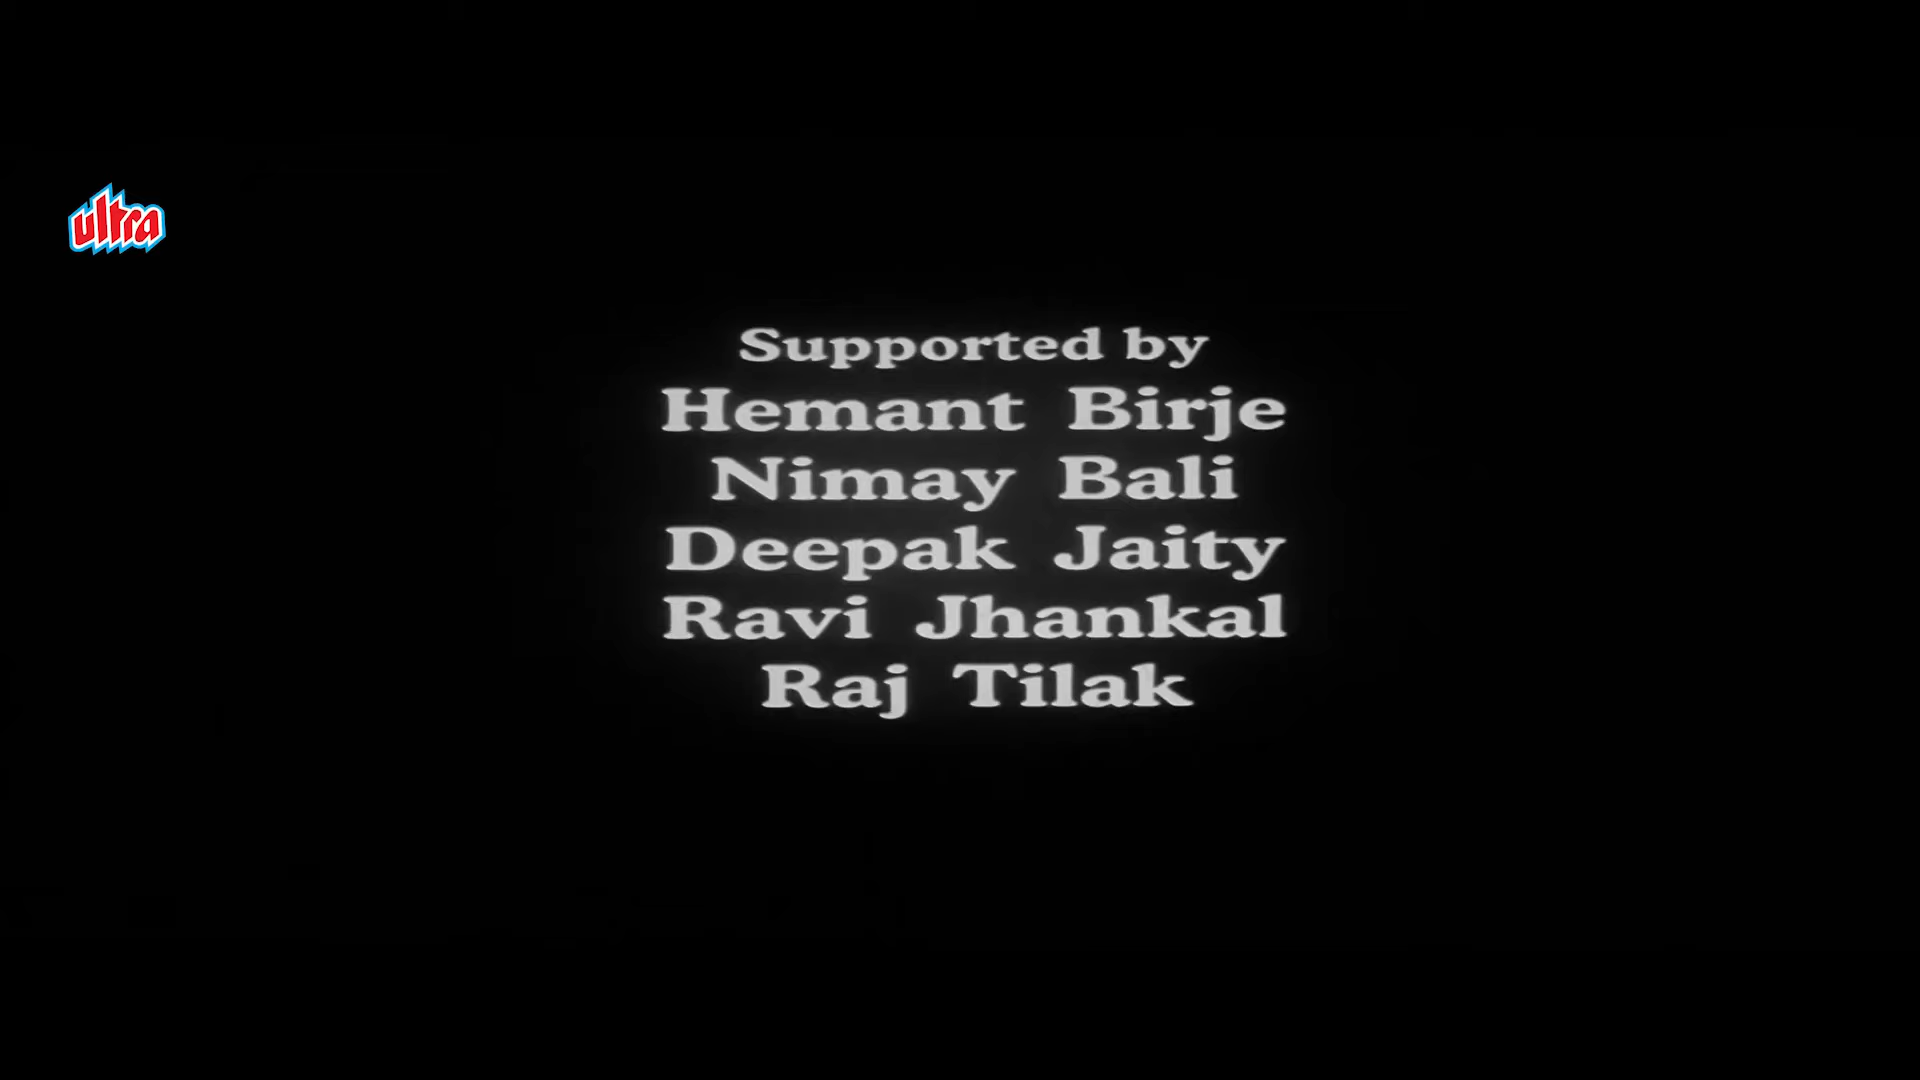 ultra
Supported by
Hemant Birje
Nimay Bali
Deepak Jaity
Ravi Jhankal
Raj Tilak